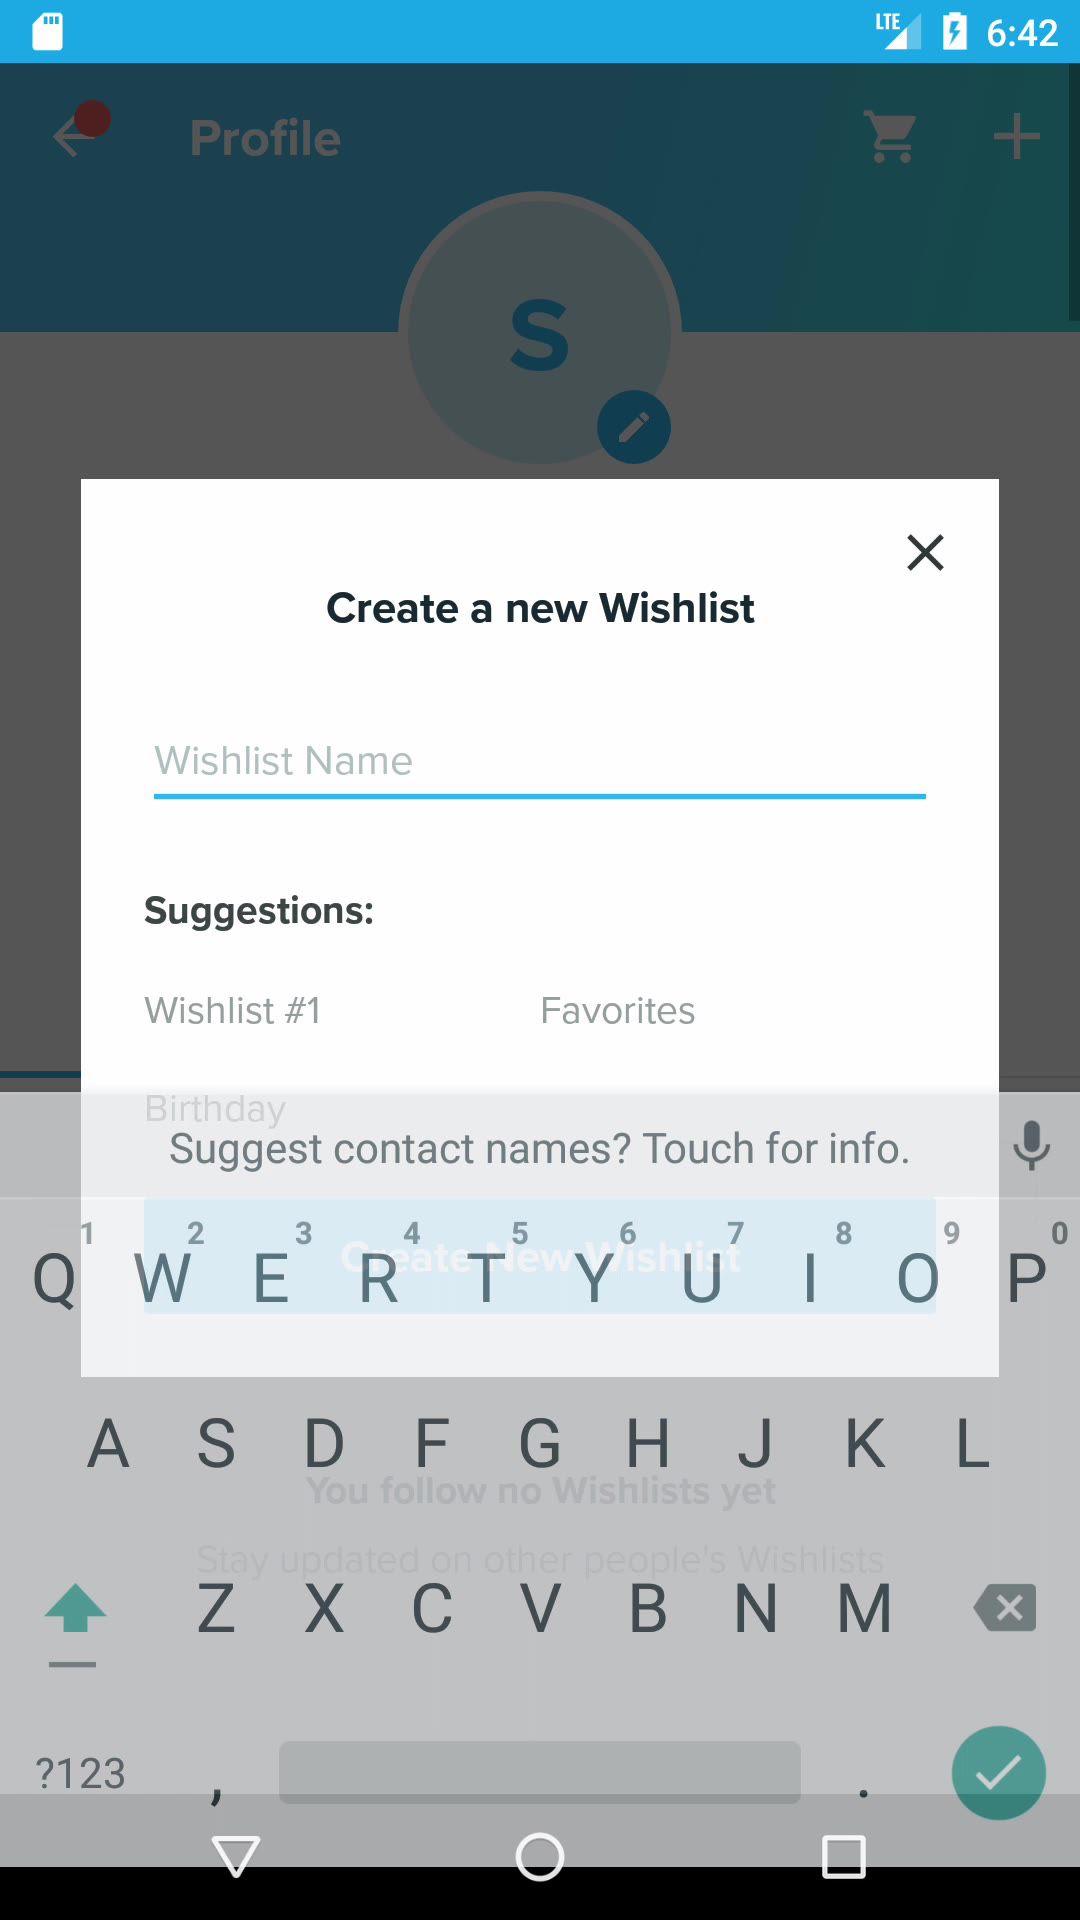 LTE 6:42
Profile
S
Create a new Wishlist
Wishlist Name
Suggestions:
Wishlist #1 Favorites
Birthday
Suggest contact names? Touch for info.
1 2 3 4 5 6 7 8 9 0
Q W E R T Y U I O P
Create New Wishlist
A S D F G H J K L
You follow no Wishlists yet
Stay updated on other people's Wishlists
Z X C V B N M
?123 , .